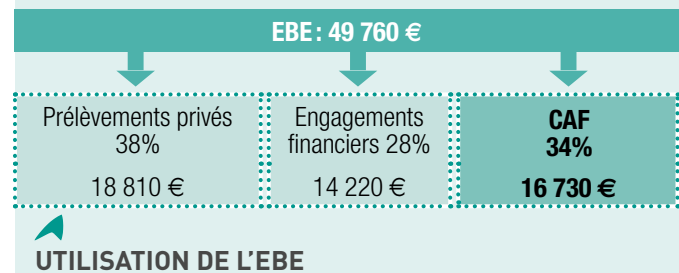 EBE : 49 760 €
Prélèvements privés
38%
18 810 €
Engagements
financiers 28%
14 220 €
CAF
34%
16 730 €
UTILISATION DE L’EBE